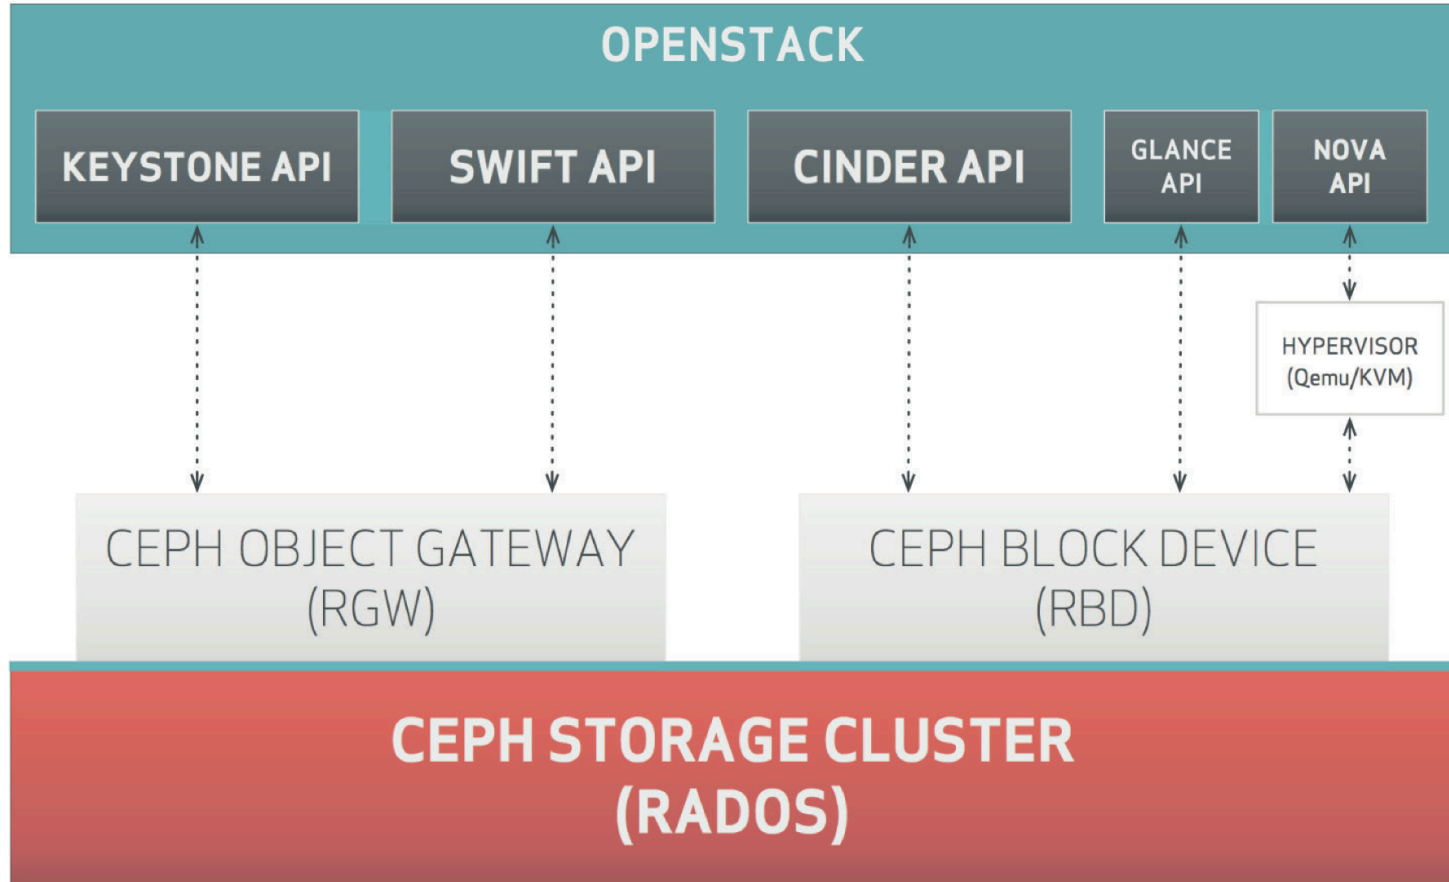 OPENSTACK
KEYSTONE API
SWIFT API
CINDER API
GLANCE
API
NOVA
API
HYPERVISOR
(Qemu/KVM)
CEPH OBJECT GATEWAY
(RGW)
CEPH BLOCK DEVICE
(RBD)
CEPH STORAGE CLUSTER
(RADOS)